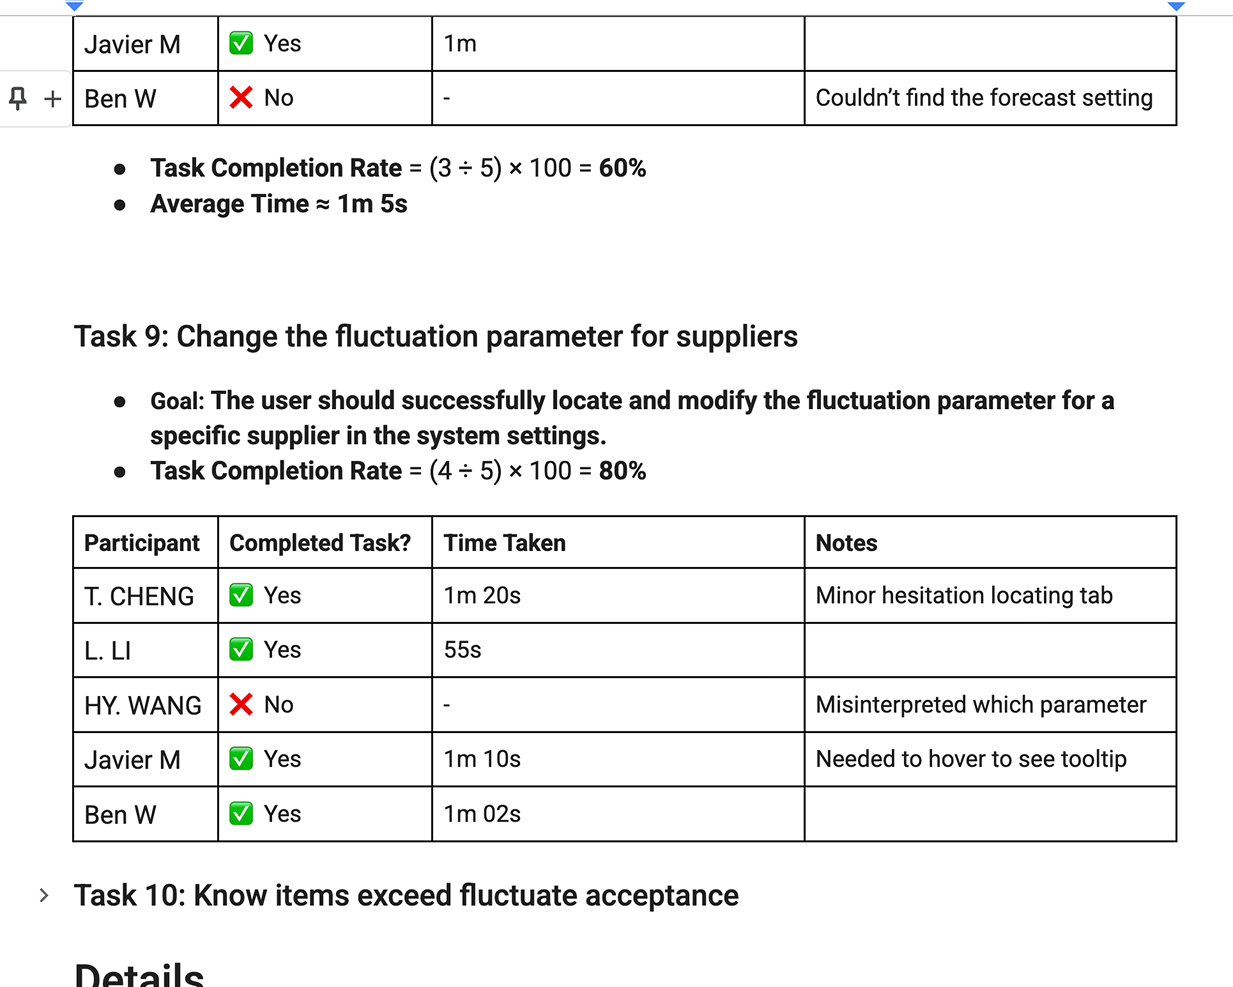 Javier M ✅ Yes 1m
Ben W ❌ No - Couldn’t find the forecast setting
● Task Completion Rate = (3 ÷ 5) × 100 = 60%
● Average Time ≈ 1m 5s
Task 9: Change the fluctuation parameter for suppliers
● Goal: The user should successfully locate and modify the fluctuation parameter for a
specific supplier in the system settings.
● Task Completion Rate = (4 ÷ 5) × 100 = 80%
Participant Completed Task? Time Taken Notes
T. CHENG ✅ Yes 1m 20s Minor hesitation locating tab
L. LI ✅ Yes 55s
HY. WANG ❌ No - Misinterpreted which parameter
Javier M ✅ Yes 1m 10s Needed to hover to see tooltip
Ben W ✅ Yes 1m 02s
Task 10: Know items exceed fluctuate acceptance
Details